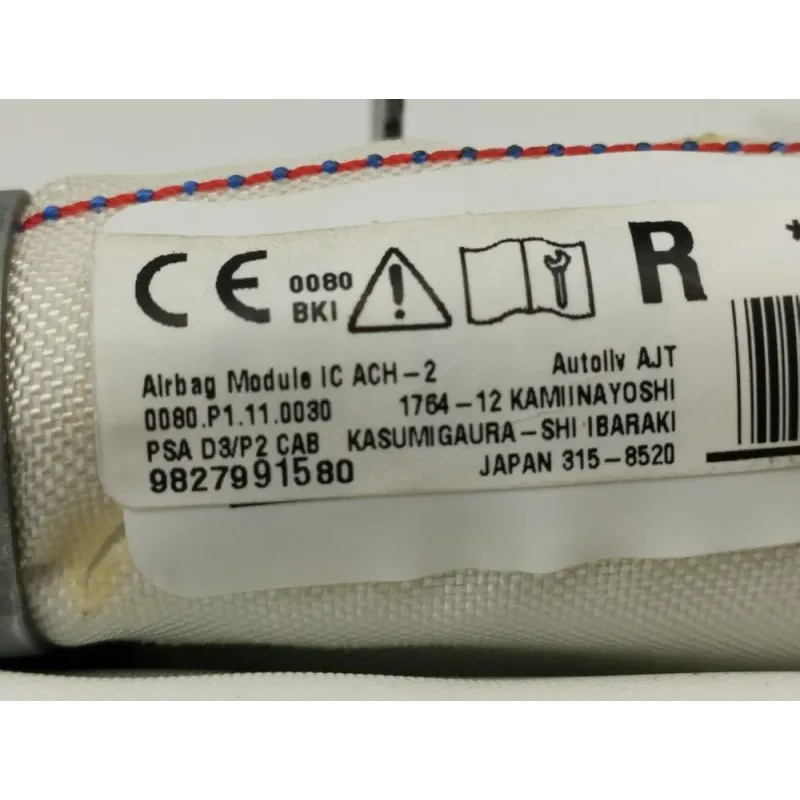 CE 0080 BKI R *
Airbag Module IC ACH-2 Autoliv AJT
0080.P1.11.0030 1764-12 KAMIINAYOSHI
PSA D3/P2 CAB KASUMIGAURA-SHI IBARAKI
9827991580 JAPAN 315-8520